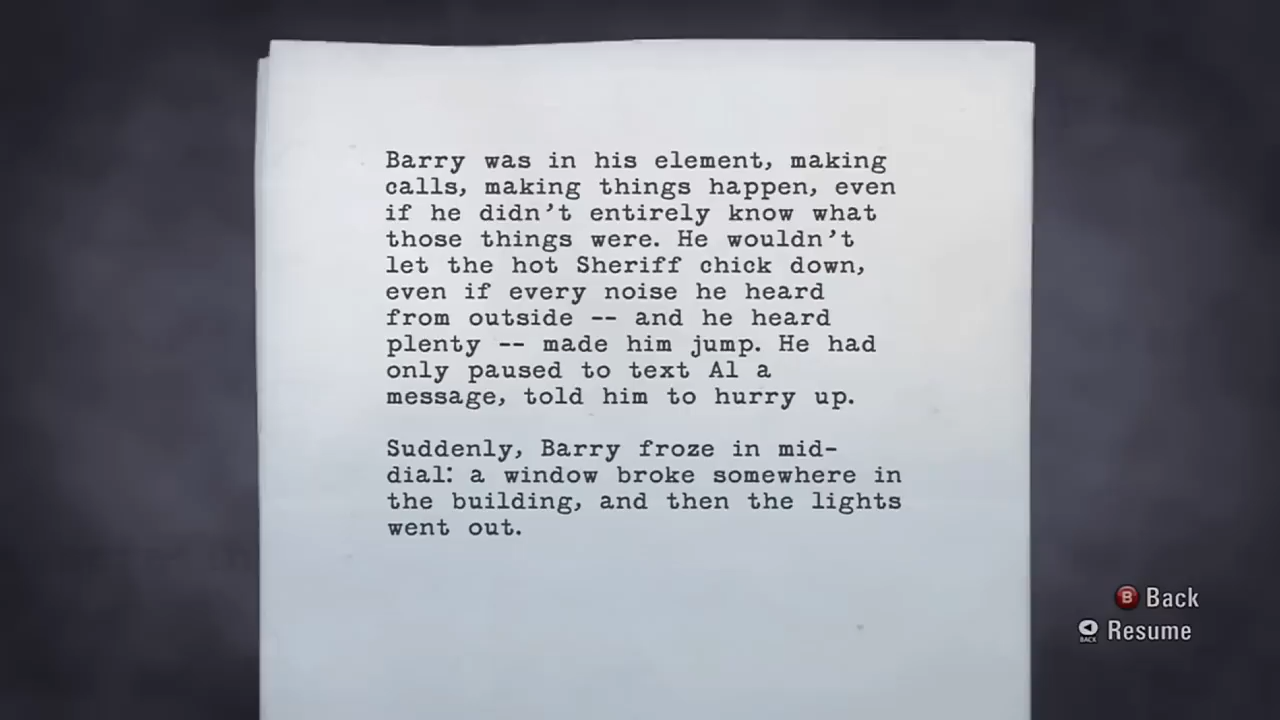 Barry was in his element, making
calls, making things happen, even
if he didn't entirely know what
those things were. He wouldn't
let the hot Sheriff chick down,
even if every noise he heard
from outside -- and he heard
plenty -- made him jump. He had
only paused to text Al a
message, told him to hurry up.
Suddenly, Barry froze in mid-
dial: a window broke somewhere in
the building, and then the lights
went out.
B Back
BACK Resume